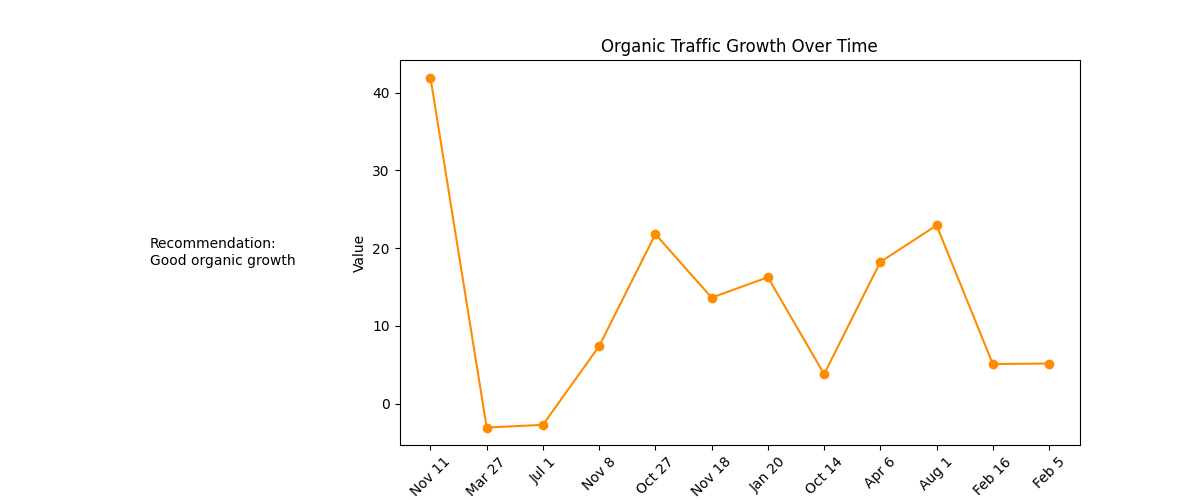 Organic Traffic Growth Over Time
Recommendation:
Good organic growth
Value
40
30
20
10
0
Nov 11
Mar 27
Jul 1
Nov 8
Oct 27
Nov 18
Jan 20
Oct 14
Apr 6
Aug 1
Feb 16
Feb 5